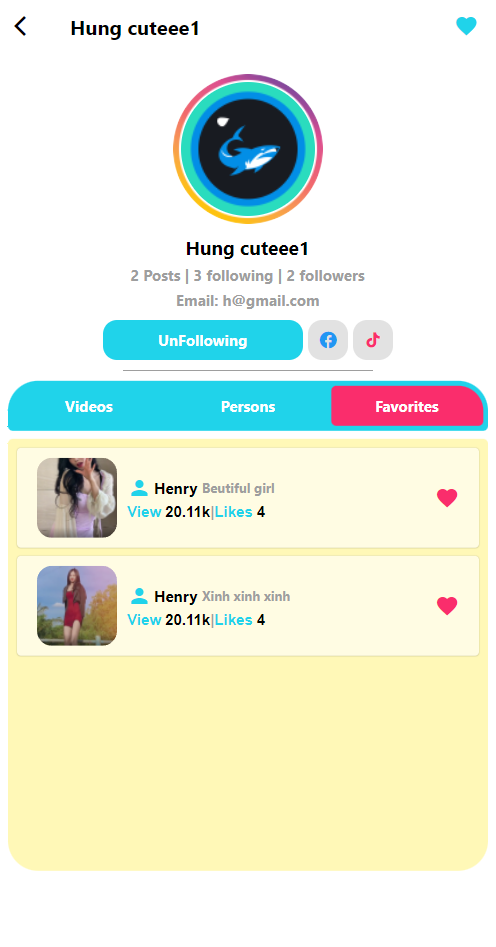 Hung cuteee1
Hung cuteee1
2 Posts | 3 following | 2 followers
Email: h@gmail.com
UnFollowing
Videos Persons Favorites
Henry Beutiful girl
View 20.11k|Likes 4
Henry Xinh xinh xinh
View 20.11k|Likes 4